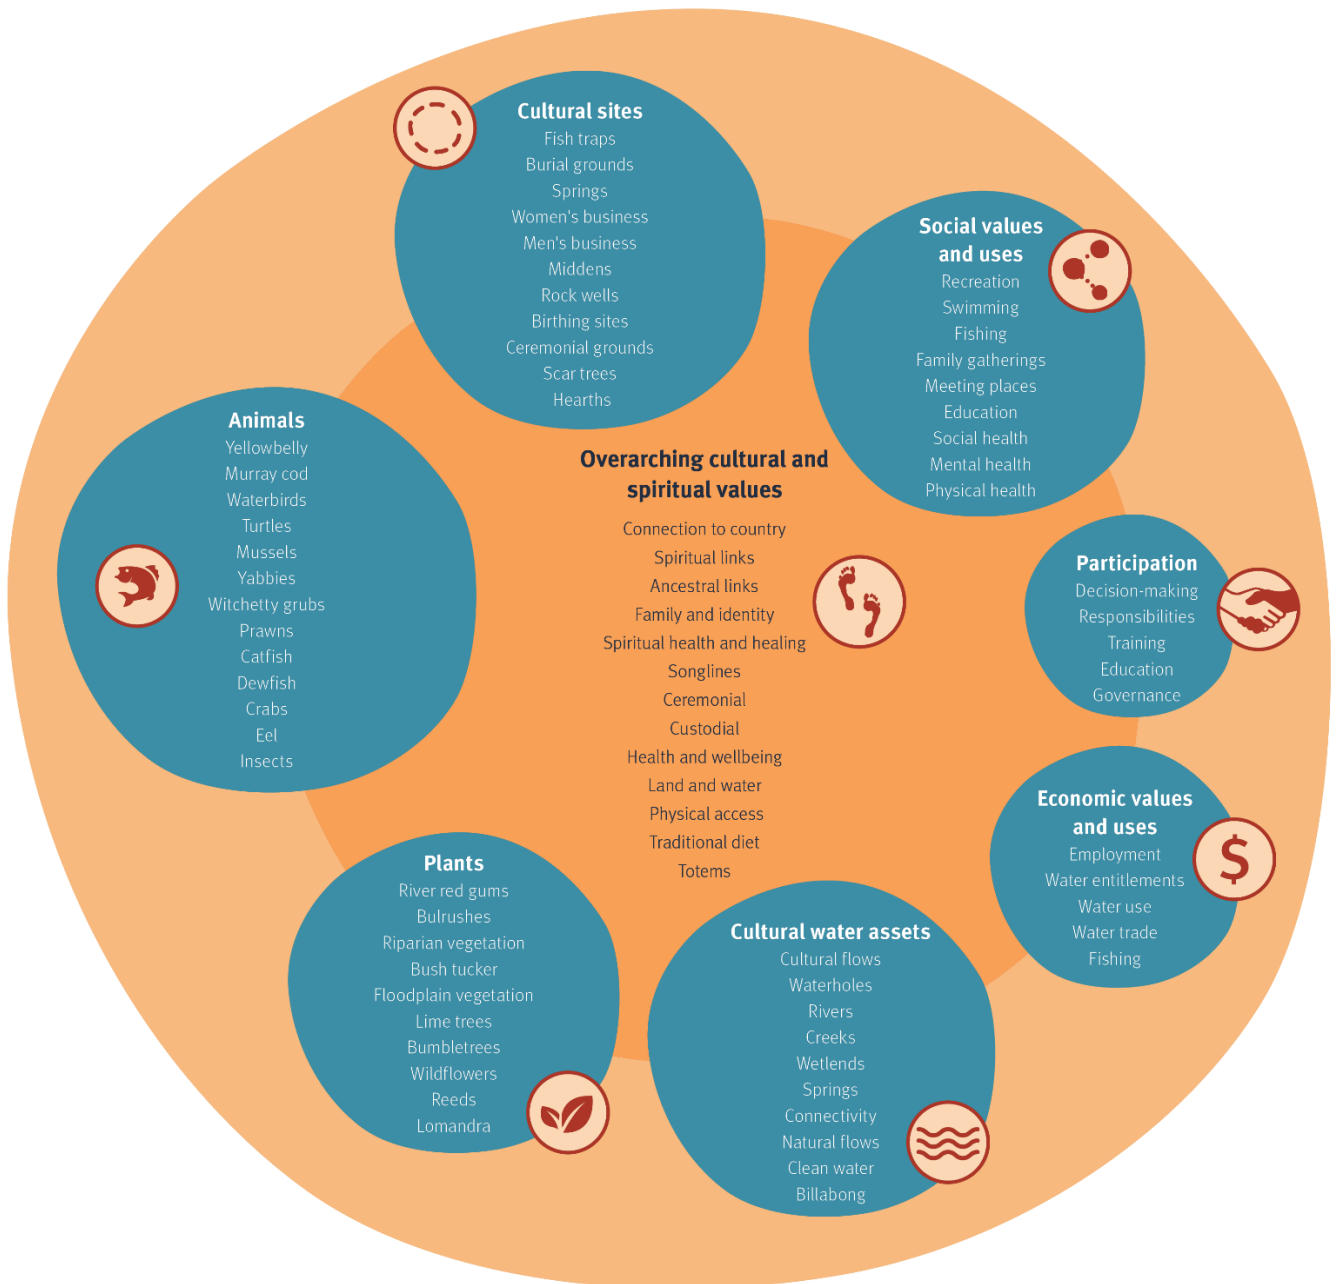 Cultural sites
Fish traps
Burial grounds
Springs
Women's business
Men's business
Middens
Rock wells
Birthing sites
Ceremonial grounds
Scar trees
Hearths
Social values
and uses
Recreation
Swimming
Fishing
Family gatherings
Meeting places
Education
Social health
Mental health
Physical health
Animals
Yellowbelly
Murray cod
Waterbirds
Turtles
Mussels
Yabbies
Witchetty grubs
Prawns
Catfish
Dewfish
Crabs
Eel
Insects
Overarching cultural and
spiritual values
Connection to country
Spiritual links
Ancestral links
Family and identity
Spiritual health and healing
Songlines
Ceremonial
Custodial
Health and wellbeing
Land and water
Physical access
Traditional diet
Totems
Participation
Decision-making
Responsibilities
Training
Education
Governance
Economic values
and uses
Employment
Water entitlements
Water use
Water trade
Fishing
$
Plants
River red gums
Bulrushes
Riparian vegetation
Bush tucker
Floodplain vegetation
Lime trees
Bumbletrees
Wildflowers
Reeds
Lomandra
Cultural water assets
Cultural flows
Waterholes
Rivers
Creeks
Wetlends
Springs
Connectivity
Natural flows
Clean water
Billabong